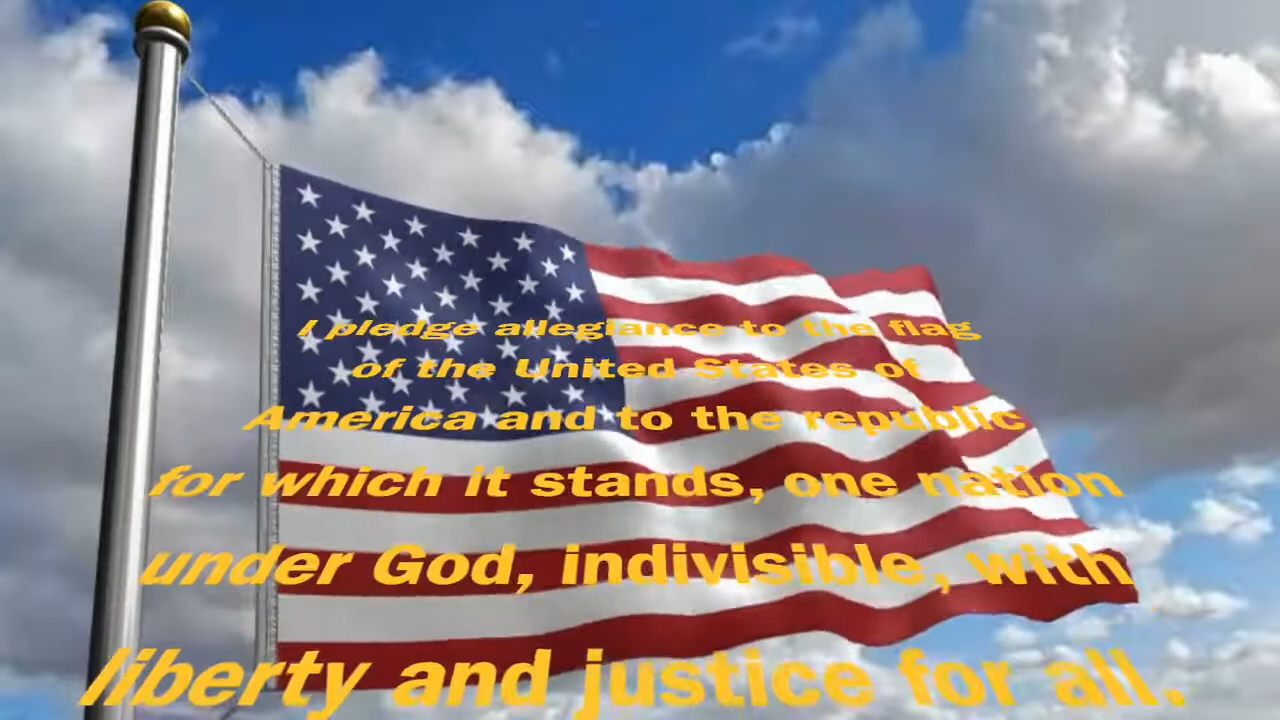 I pledge allegiance to the flag
of the United States of
America and to the republic
for which it stands, one nation
under God, indivisible, with
liberty and justice for all.